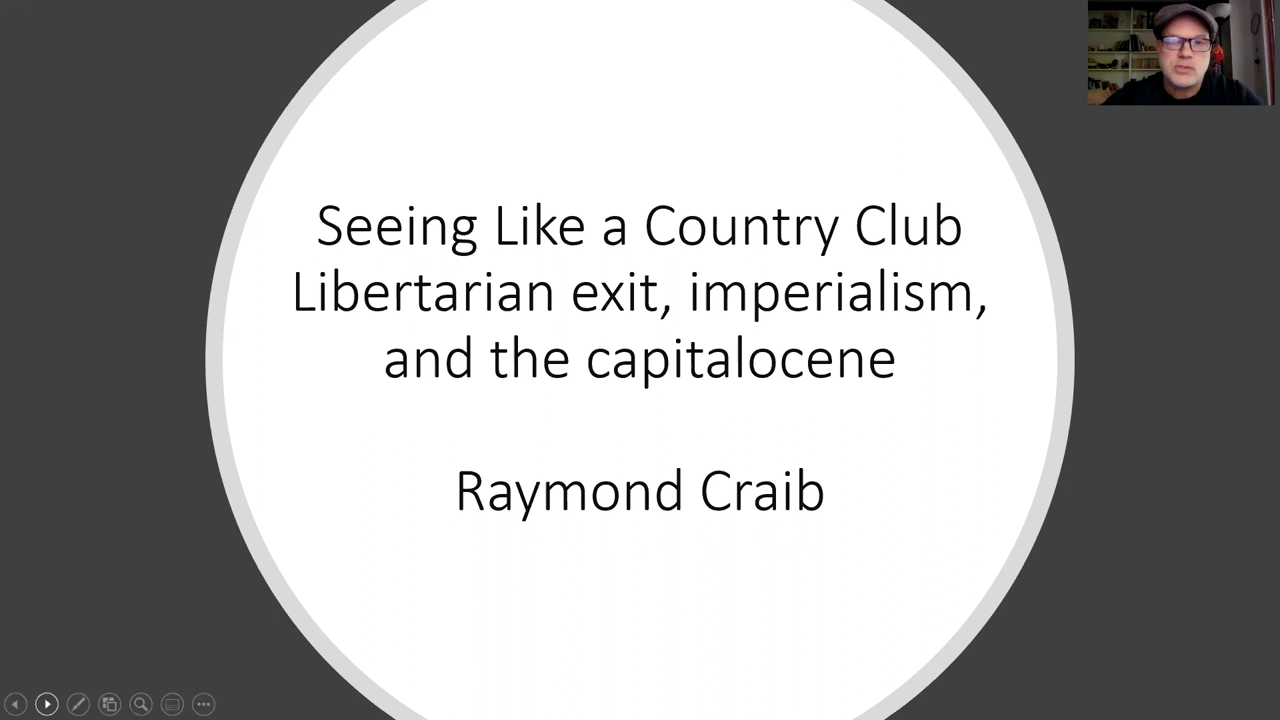 Seeing Like a Country Club
Libertarian exit, imperialism,
and the capitalocene
Raymond Craib